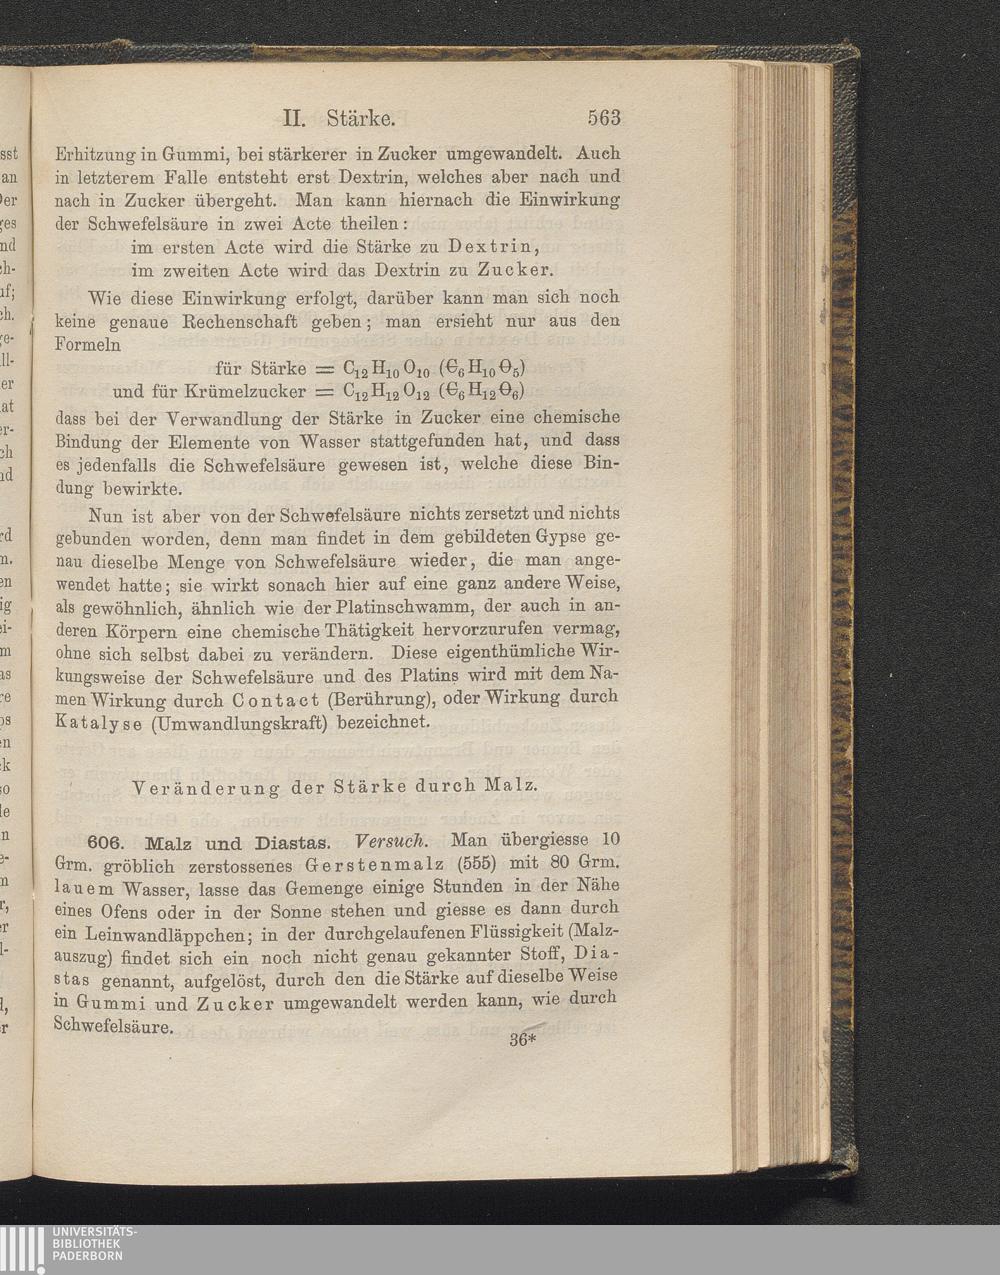 II. Stärke. 563
Erhitzung in Gummi, bei stärkerer in Zucker umgewandelt. Auch
in letzterem Falle entsteht erst Dextrin, welches aber nach und
nach in Zucker übergeht. Man kann hiernach die Einwirkung
der Schwefelsäure in zwei Acte theilen:
im ersten Acte wird die Stärke zu Dextrin,
im zweiten Acte wird das Dextrin zu Zucker.
Wie diese Einwirkung erfolgt, darüber kann man sich noch
keine genaue Rechenschaft geben; man ersieht nur aus den
Formeln
für Stärke = C₁₂H₁₀O₁₀ (Ꞓ₆H₁₀Ɵ₅)
und für Krümelzucker = C₁₂H₁₂O₁₂ (Ꞓ₆H₁₂Ɵ₆)
dass bei der Verwandlung der Stärke in Zucker eine chemische
Bindung der Elemente von Wasser stattgefunden hat, und dass
es jedenfalls die Schwefelsäure gewesen ist, welche diese Bin-
dung bewirkte.
Nun ist aber von der Schwefelsäure nichts zersetzt und nichts
gebunden worden, denn man findet in dem gebildeten Gypse ge-
nau dieselbe Menge von Schwefelsäure wieder, die man ange-
wendet hatte; sie wirkt sonach hier auf eine ganz andere Weise,
als gewöhnlich, ähnlich wie der Platinschwamm, der auch in an-
deren Körpern eine chemische Thätigkeit hervorzurufen vermag,
ohne sich selbst dabei zu verändern. Diese eigenthümliche Wir-
kungsweise der Schwefelsäure und des Platins wird mit dem Na-
men Wirkung durch Contact (Berührung), oder Wirkung durch
Katalyse (Umwandlungskraft) bezeichnet.
Veränderung der Stärke durch Malz.
606. Malz und Diastas. Versuch. Man übergiesse 10
Grm. gröblich zerstossenes Gerstenmalz (555) mit 80 Grm.
lauem Wasser, lasse das Gemenge einige Stunden in der Nähe
eines Ofens oder in der Sonne stehen und giesse es dann durch
ein Leinwandläppchen; in der durchgelaufenen Flüssigkeit (Malz-
auszug) findet sich ein noch nicht genau gekannter Stoff, Dia-
stas genannt, aufgelöst, durch den die Stärke auf dieselbe Weise
in Gummi und Zucker umgewandelt werden kann, wie durch
Schwefelsäure.
36*
UNIVERSITÄTS-
BIBLIOTHEK
PADERBORN